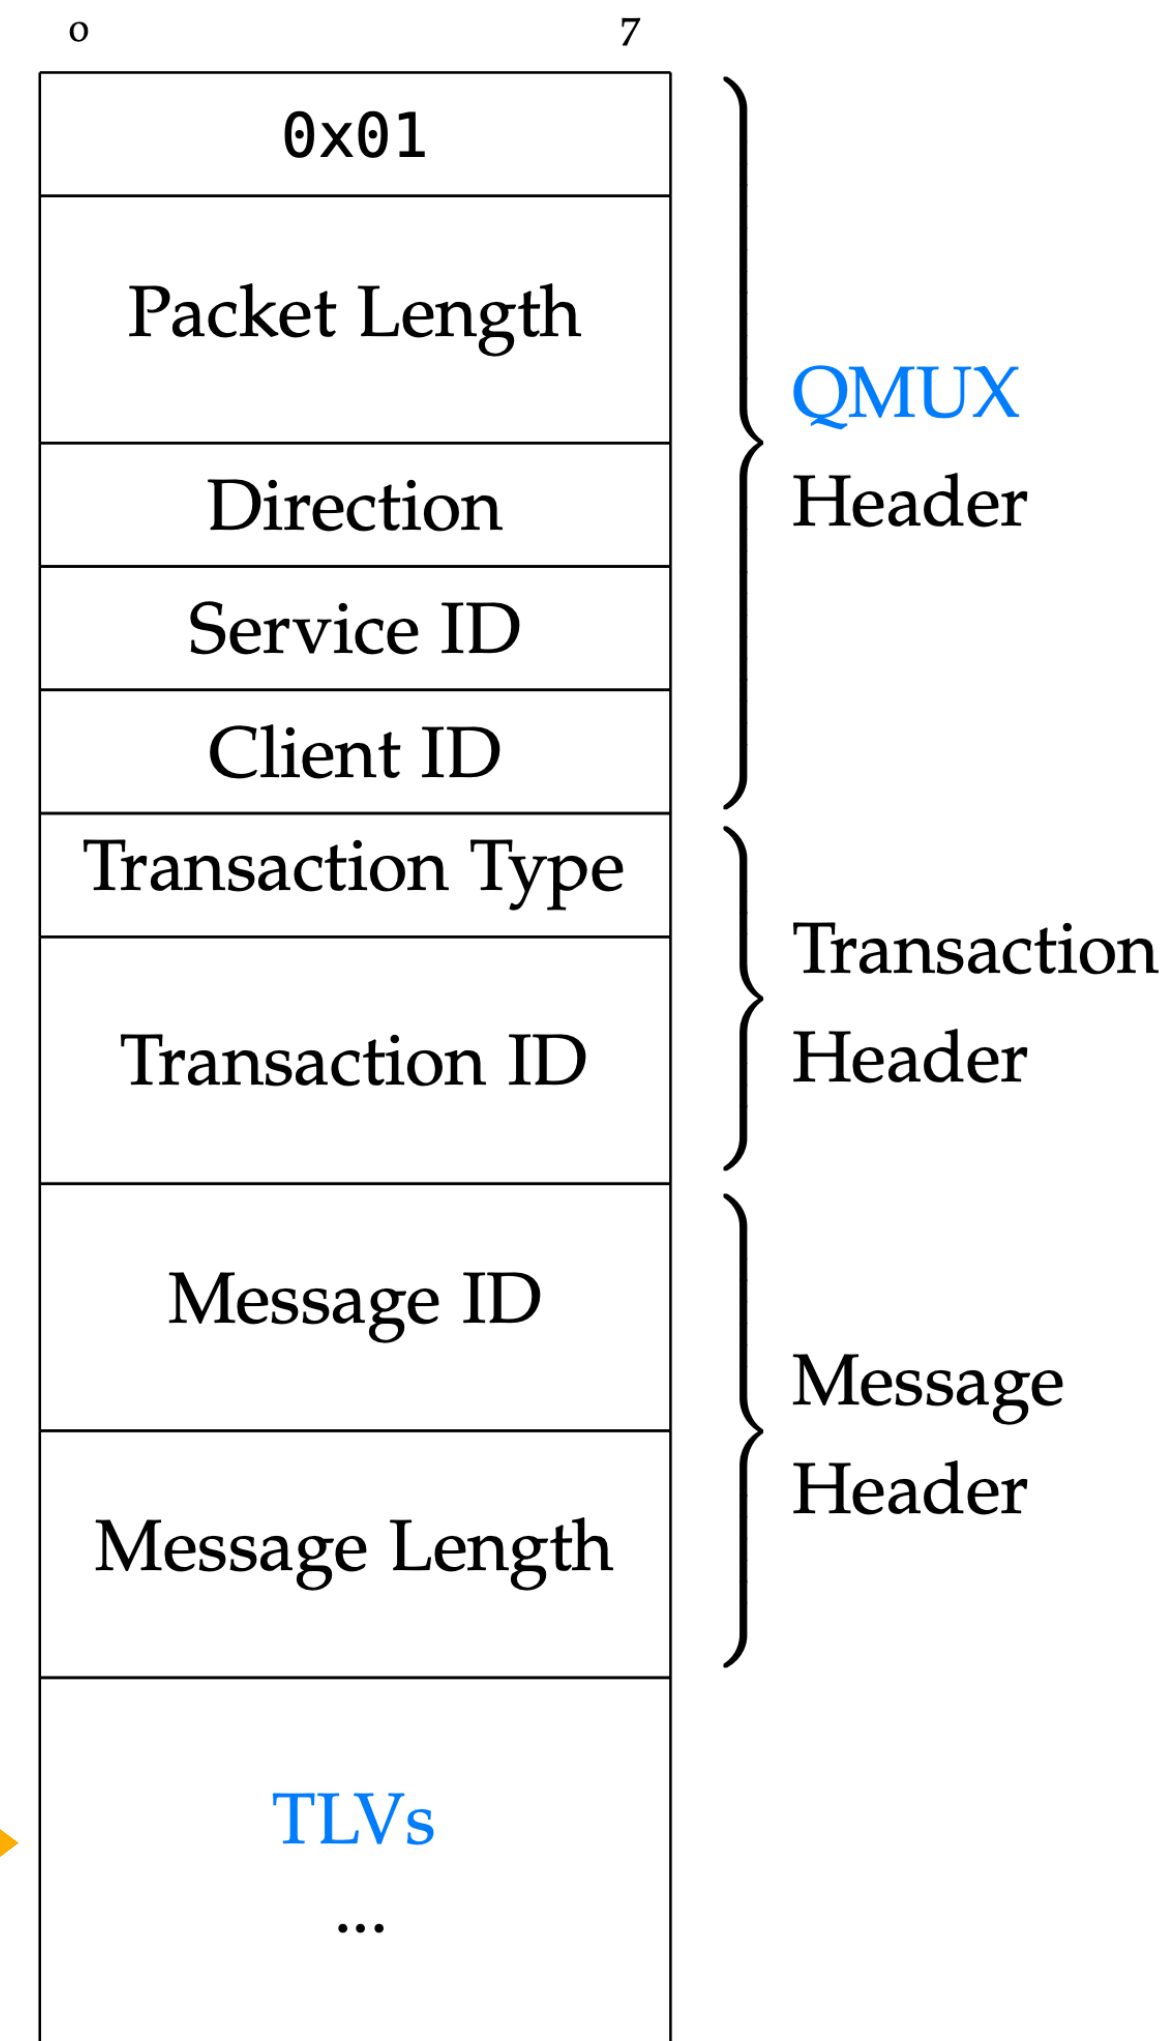 0 7
0x01
Packet Length
Direction
Service ID
Client ID
QMUX
Header
Transaction Type
Transaction ID
Transaction
Header
Message ID
Message Length
Message
Header
TLVs
...